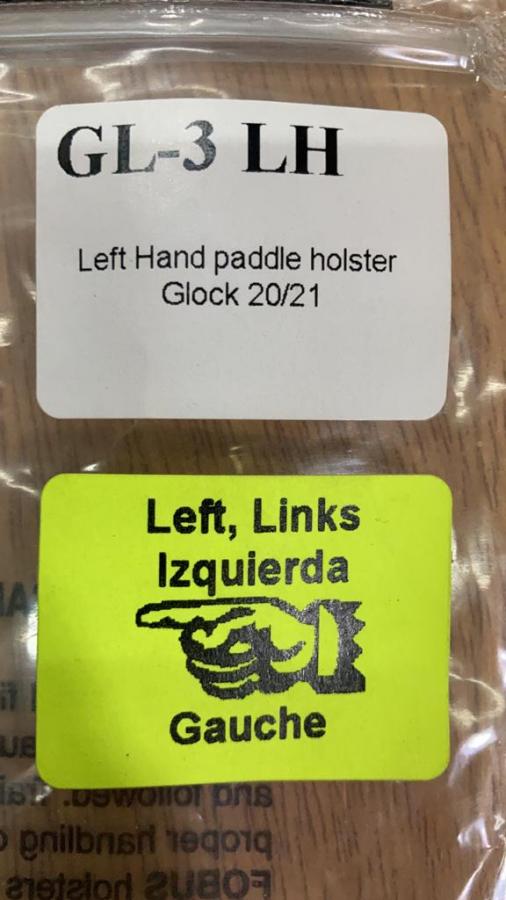 GL-3 LH
Left Hand paddle holster
Glock 20/21
Left, Links
Izquierda
Gauche
and followed.
proper handling
FOBUS holsters